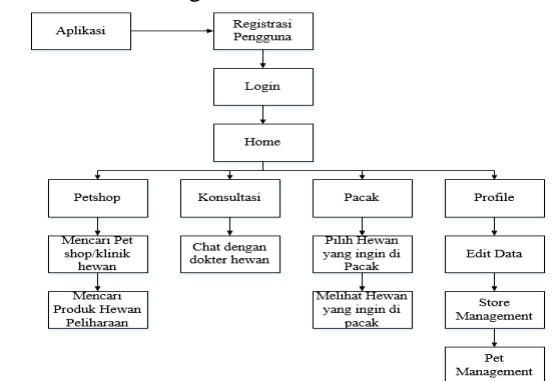 Aplikasi
Registrasi
Pengguna
Login
Home
Petshop
Konsultasi
Pacak
Profile
Mencari Pet
shop/klinik
hewan
Chat dengan
dokter hewan
Pilih Hewan
yang ingin di
Pacak
Edit Data
Mencari
Produk Hewan
Peliharaan
Melihat Hewan
yang ingin di
pacak
Store
Management
Pet
Management